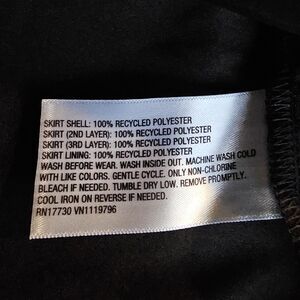 SKIRT SHELL: 100% RECYCLED POLYESTER
SKIRT (2ND LAYER): 100% RECYCLED POLYESTER
SKIRT (3RD LAYER): 100% RECYCLED POLYESTER
SKIRT LINING: 100% RECYCLED POLYESTER
WASH BEFORE WEAR. WASH INSIDE OUT. MACHINE WASH COLD
WITH LIKE COLORS. GENTLE CYCLE. ONLY NON-CHLORINE
BLEACH IF NEEDED. TUMBLE DRY LOW. REMOVE PROMPTLY.
COOL IRON ON REVERSE IF NEEDED.
RN17730 VN1119796